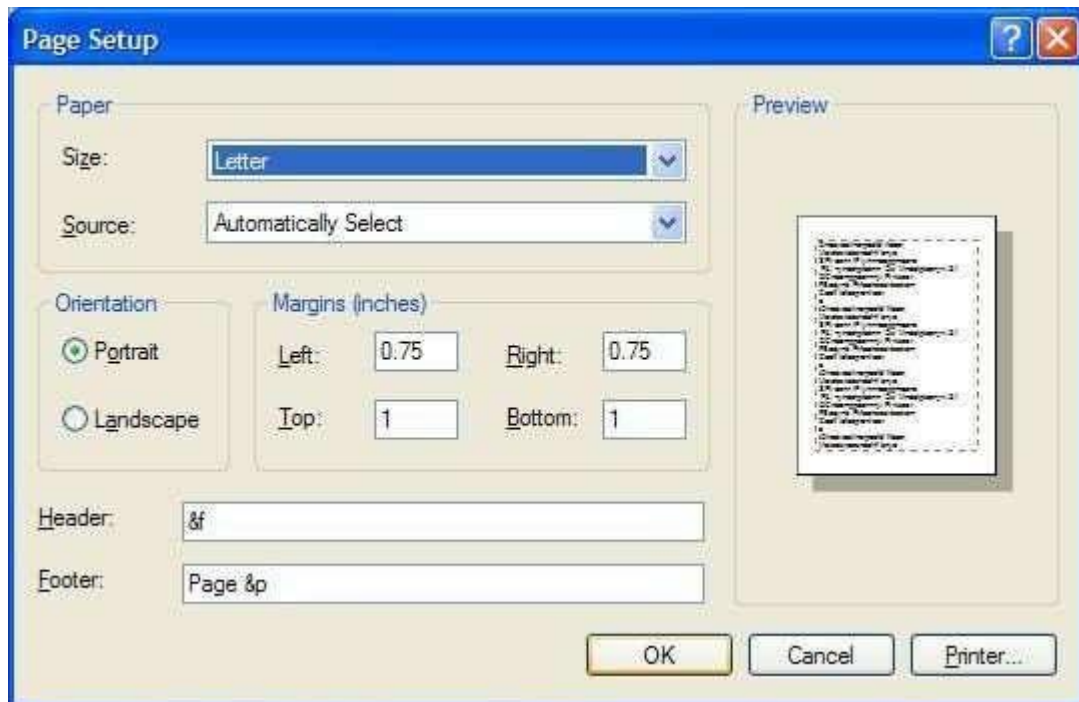 Page Setup
Paper
Size: Letter
Source: Automatically Select
Orientation
Portrait
Landscape
Margins (inches)
Left: 0.75 Right: 0.75
Top: 1 Bottom: 1
Header: &f
Footer: Page &p
Preview
OK Cancel Printer...